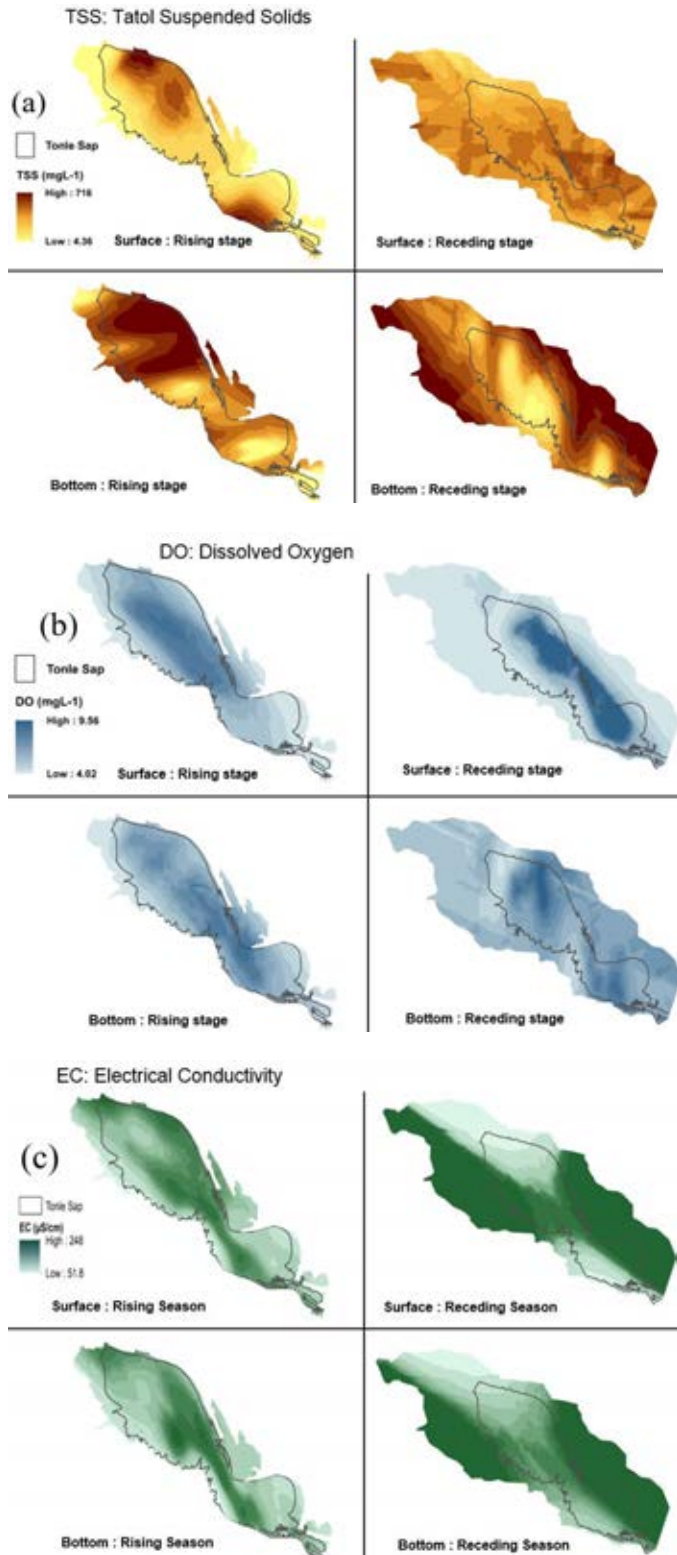 TSS: Tatol Suspended Solids
(a)
Tonle Sap
TSS (mgL-1)
High : 716
Low : 4.36
Surface : Rising stage
Surface : Receding stage
Bottom : Rising stage
Bottom : Receding stage
DO: Dissolved Oxygen
(b)
Tonle Sap
DO (mgL-1)
High : 9.56
Low : 4.02
Surface : Rising stage
Surface : Receding stage
Bottom : Rising stage
Bottom : Receding stage
EC: Electrical Conductivity
(c)
Tonle Sap
EC (µS/cm)
High : 248
Low : 51.8
Surface : Rising Season
Surface : Receding Season
Bottom : Rising Season
Bottom : Receding Season